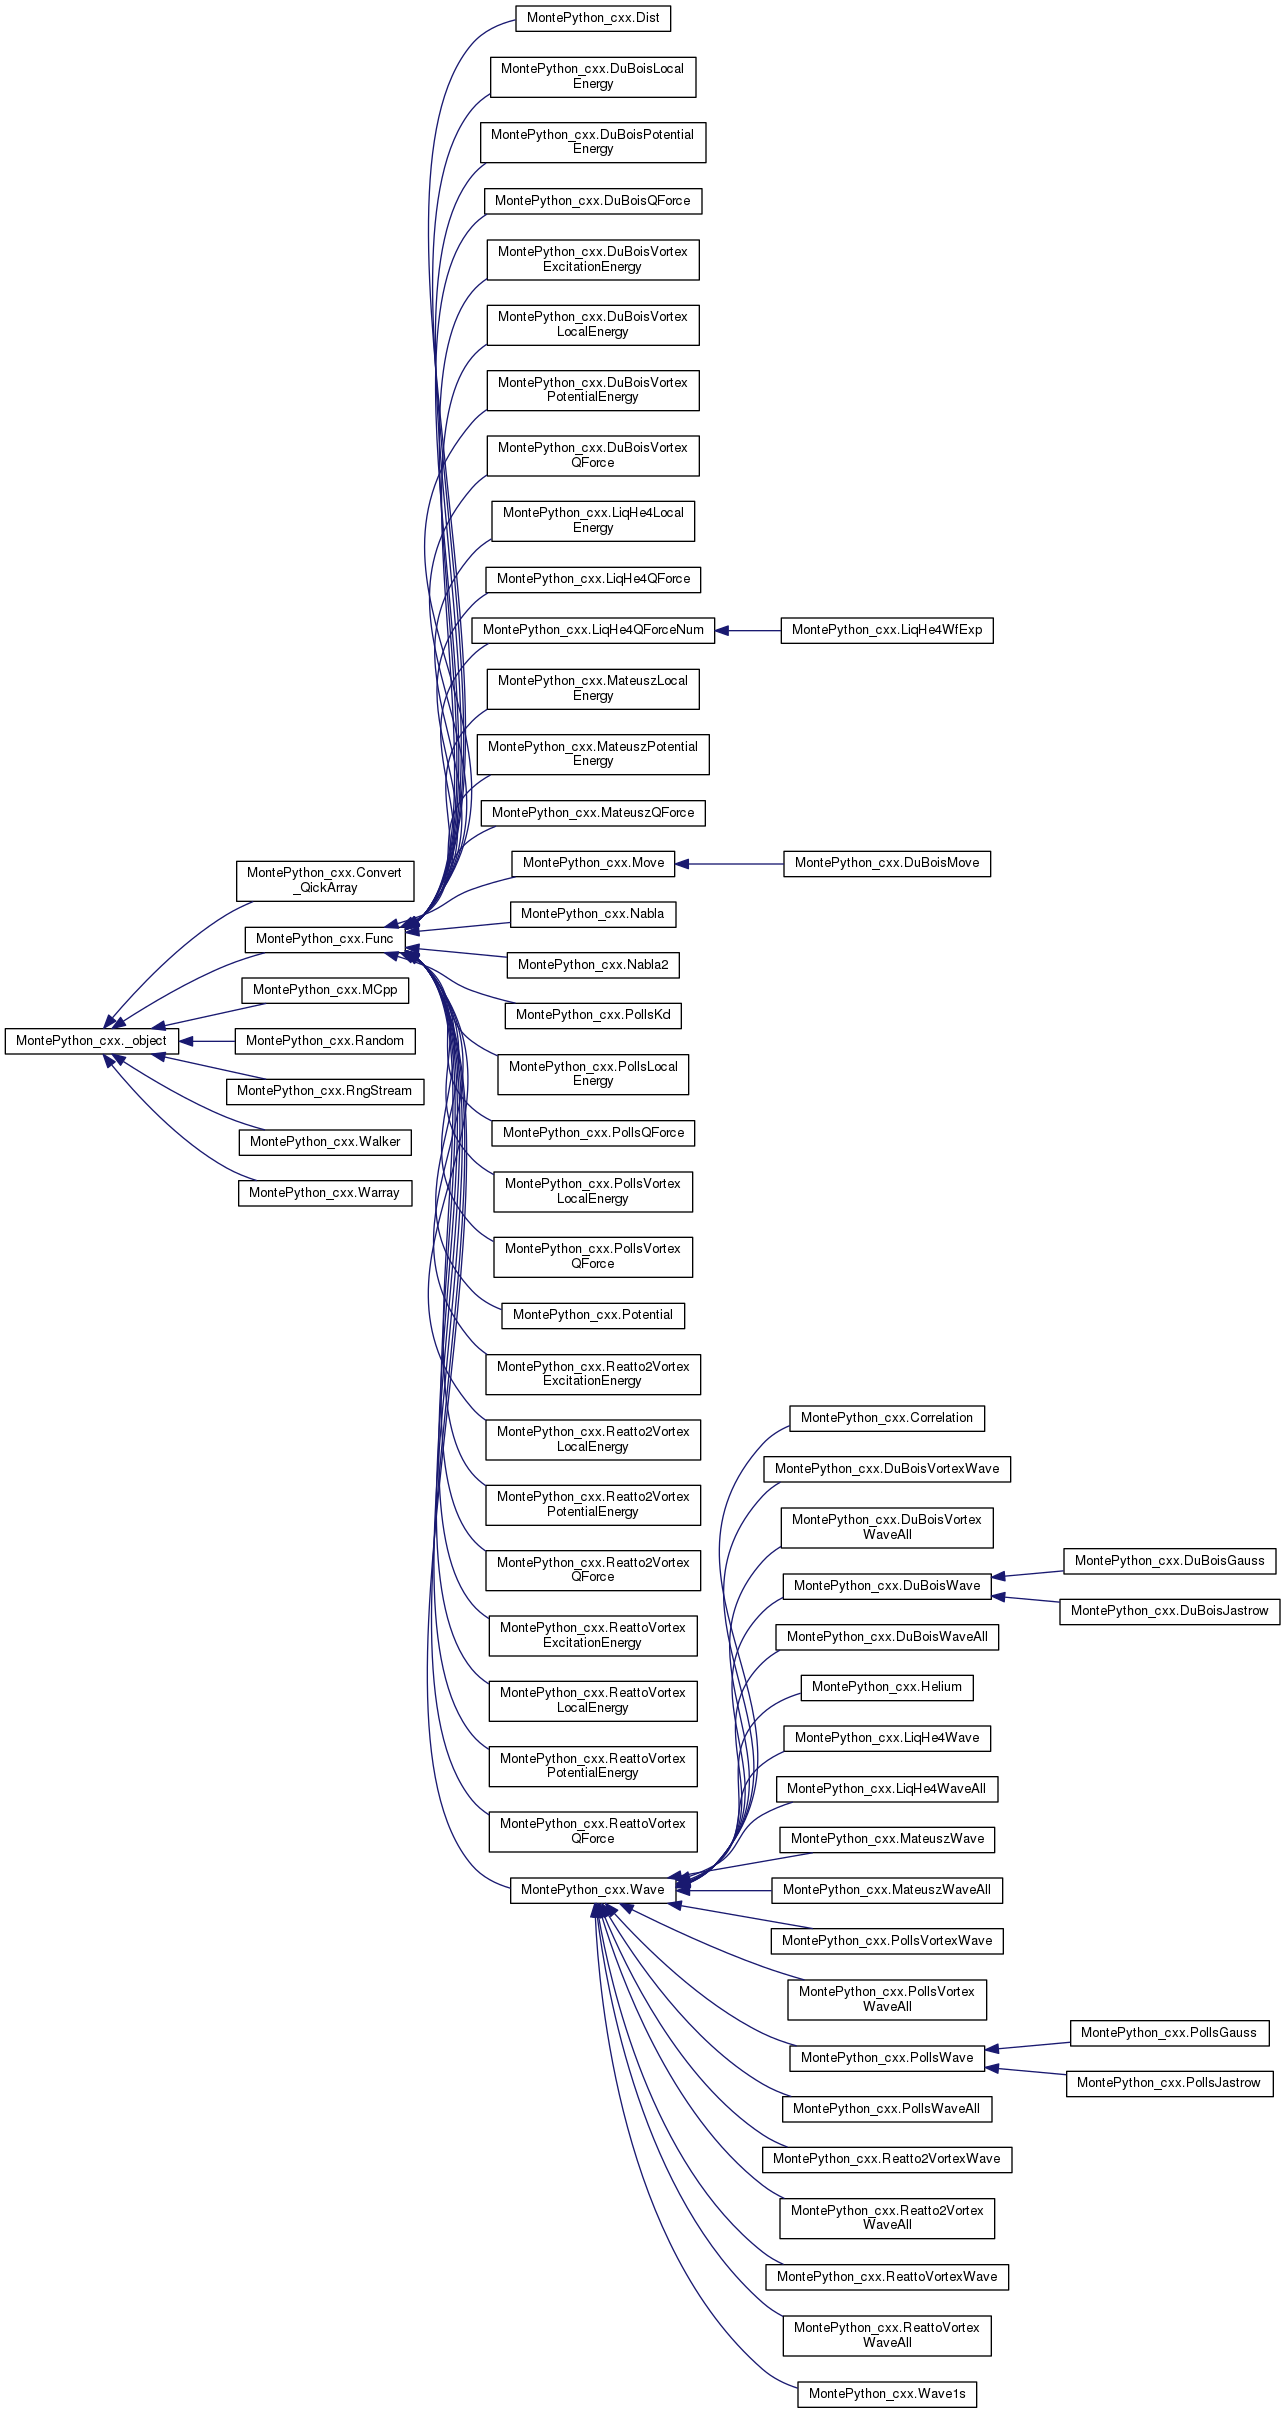 MontePython_cxx._object
MontePython_cxx.Convert
_QickArray
MontePython_cxx.Func
MontePython_cxx.MCpp
MontePython_cxx.Random
MontePython_cxx.RngStream
MontePython_cxx.Walker
MontePython_cxx.Warray
MontePython_cxx.Dist
MontePython_cxx.DuBoisLocal
Energy
MontePython_cxx.DuBoisPotential
Energy
MontePython_cxx.DuBoisQForce
MontePython_cxx.DuBoisVortex
ExcitationEnergy
MontePython_cxx.DuBoisVortex
LocalEnergy
MontePython_cxx.DuBoisVortex
PotentialEnergy
MontePython_cxx.DuBoisVortex
QForce
MontePython_cxx.LiqHe4Local
Energy
MontePython_cxx.LiqHe4QForce
MontePython_cxx.LiqHe4QForceNum
MontePython_cxx.LiqHe4WfExp
MontePython_cxx.MateuszLocal
Energy
MontePython_cxx.MateuszPotential
Energy
MontePython_cxx.MateuszQForce
MontePython_cxx.Move
MontePython_cxx.DuBoisMove
MontePython_cxx.Nabla
MontePython_cxx.Nabla2
MontePython_cxx.PollsKd
MontePython_cxx.PollsLocal
Energy
MontePython_cxx.PollsQForce
MontePython_cxx.PollsVortex
LocalEnergy
MontePython_cxx.PollsVortex
QForce
MontePython_cxx.Potential
MontePython_cxx.Reatto2Vortex
ExcitationEnergy
MontePython_cxx.Reatto2Vortex
LocalEnergy
MontePython_cxx.Reatto2Vortex
PotentialEnergy
MontePython_cxx.Reatto2Vortex
QForce
MontePython_cxx.ReattoVortex
ExcitationEnergy
MontePython_cxx.ReattoVortex
LocalEnergy
MontePython_cxx.ReattoVortex
PotentialEnergy
MontePython_cxx.ReattoVortex
QForce
MontePython_cxx.Wave
MontePython_cxx.Correlation
MontePython_cxx.DuBoisVortexWave
MontePython_cxx.DuBoisVortex
WaveAll
MontePython_cxx.DuBoisWave
MontePython_cxx.DuBoisGauss
MontePython_cxx.DuBoisJastrow
MontePython_cxx.DuBoisWaveAll
MontePython_cxx.Helium
MontePython_cxx.LiqHe4Wave
MontePython_cxx.LiqHe4WaveAll
MontePython_cxx.MateuszWave
MontePython_cxx.MateuszWaveAll
MontePython_cxx.PollsVortexWave
MontePython_cxx.PollsVortex
WaveAll
MontePython_cxx.PollsWave
MontePython_cxx.PollsGauss
MontePython_cxx.PollsJastrow
MontePython_cxx.PollsWaveAll
MontePython_cxx.Reatto2VortexWave
MontePython_cxx.Reatto2Vortex
WaveAll
MontePython_cxx.ReattoVortexWave
MontePython_cxx.ReattoVortex
WaveAll
MontePython_cxx.Wave1s